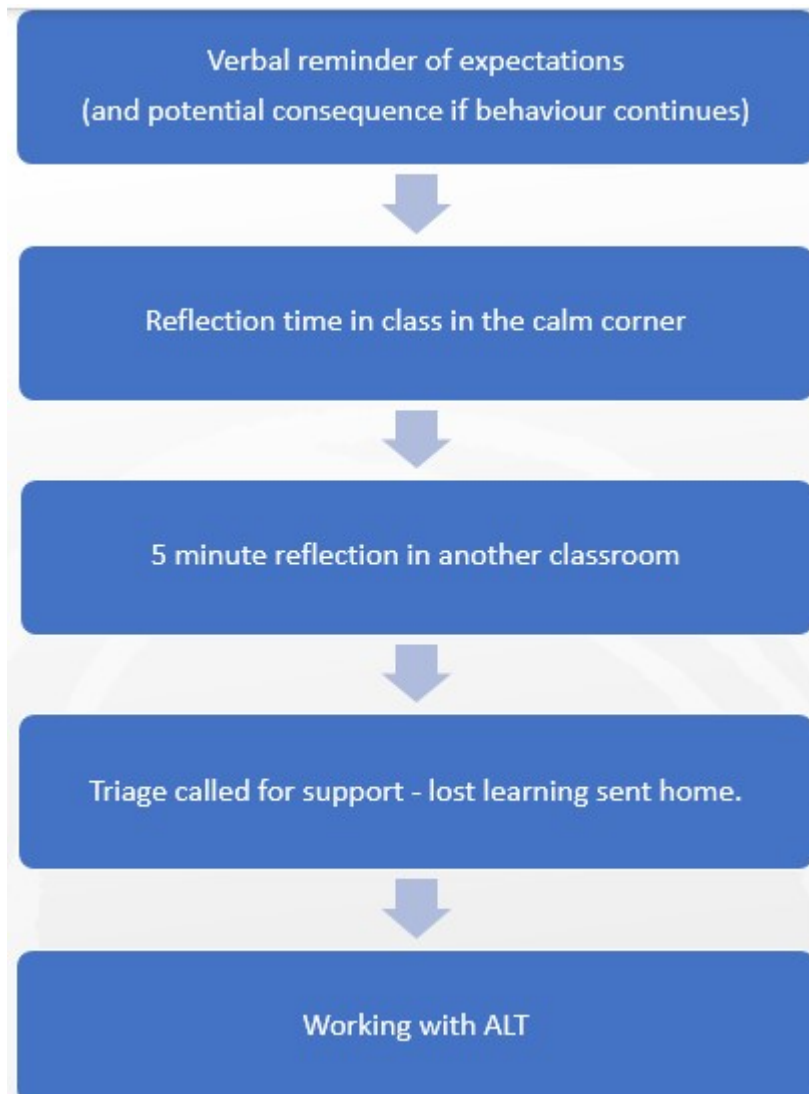 Verbal reminder of expectations
(and potential consequence if behaviour continues)
Reflection time in class in the calm corner
5 minute reflection in another classroom
Triage called for support - lost learning sent home.
Working with ALT